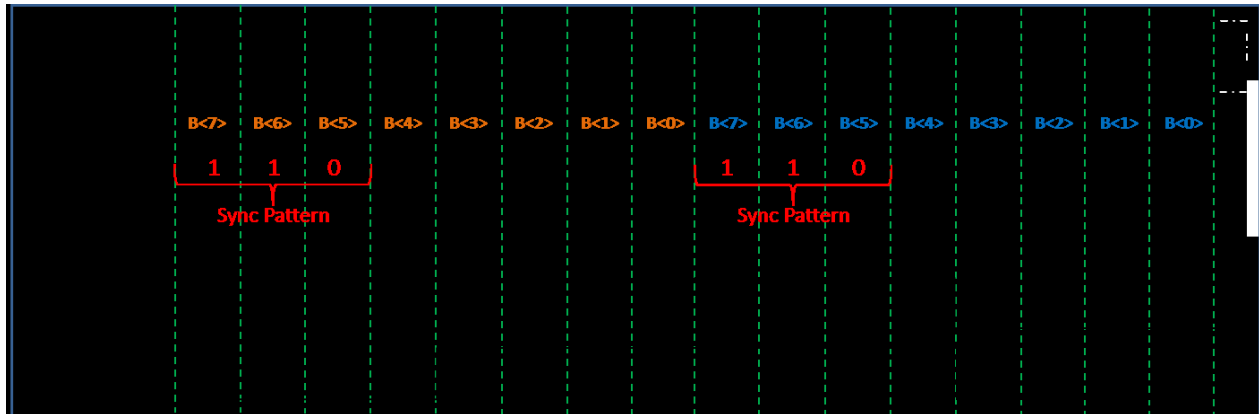 B<7> B<6> B<5> B<4> B<3> B<2> B<1> B<0> B<7> B<6> B<5> B<4> B<3> B<2> B<1> B<0>
1 1 0 1 1 0
Sync Pattern Sync Pattern